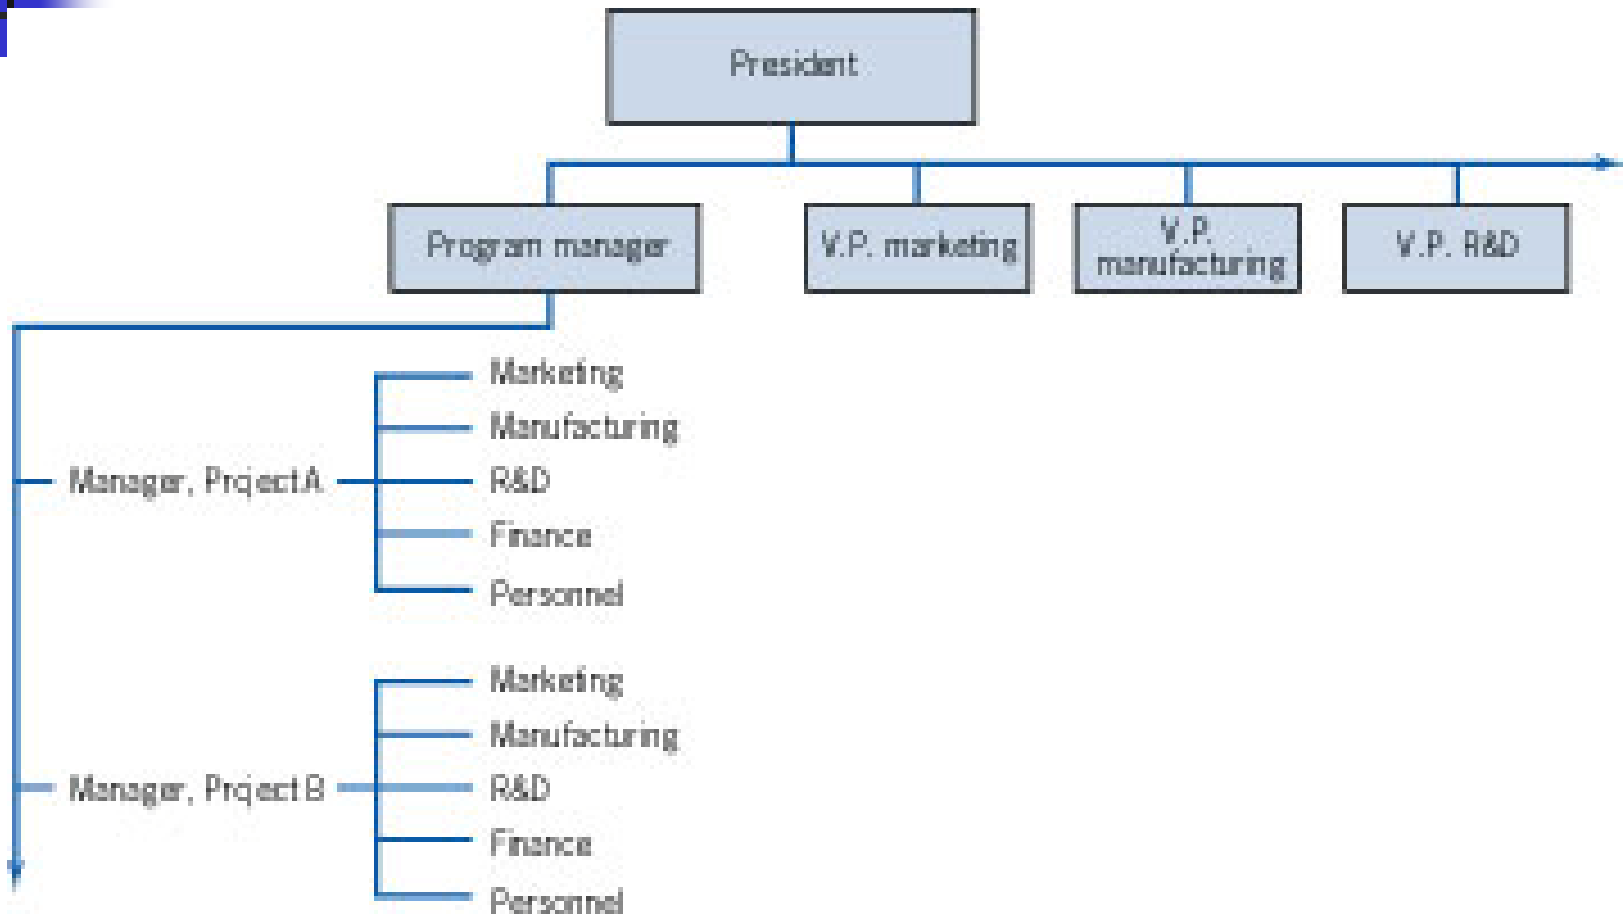 President
Program manager
V.P. marketing
V.P.
manufacturing
V.P. R&D
Marketing
Manufacturing
Manager, Project A
R&D
Finance
Personnel
Marketing
Manufacturing
Manager, Project B
R&D
Finance
Personnel